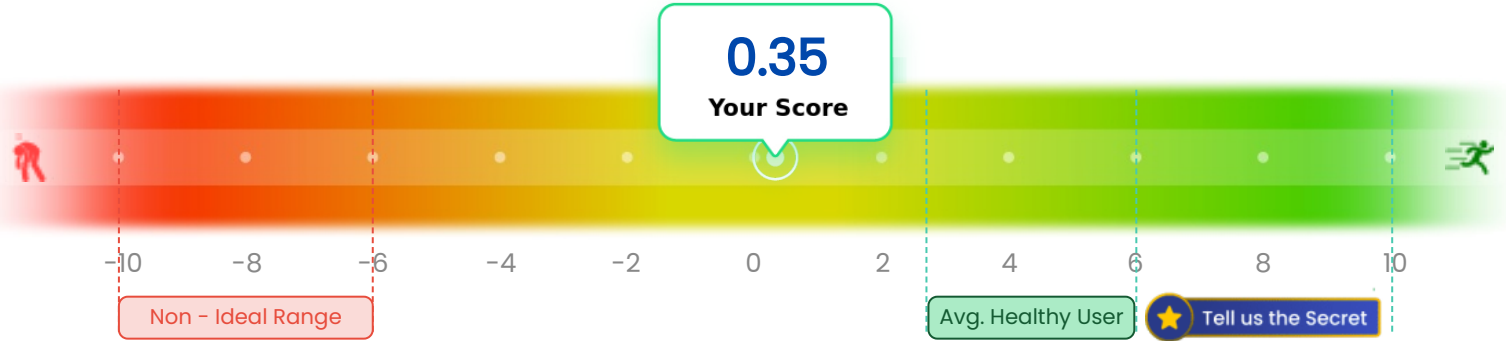 0.35
Your Score
-10 -8 -6 -4 -2 0 2 4 6 8 10
Non - Ideal Range Avg. Healthy User Tell us the Secret